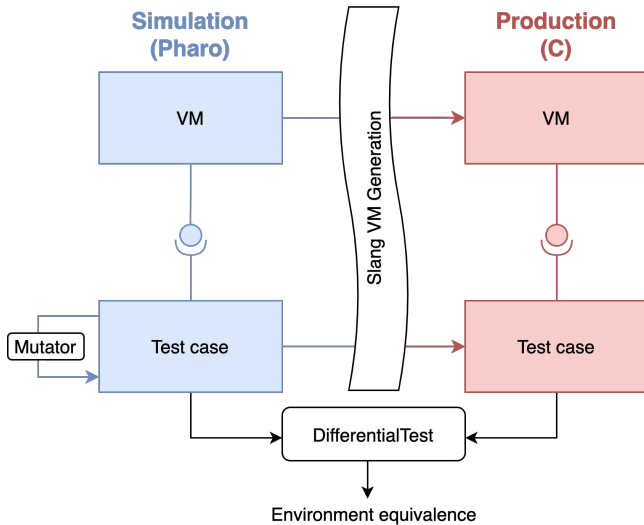 Simulation
(Pharo)
Production
(C)
VM
VM
Slang VM Generation
Mutator
Test case
Test case
DifferentialTest
Environment equivalence